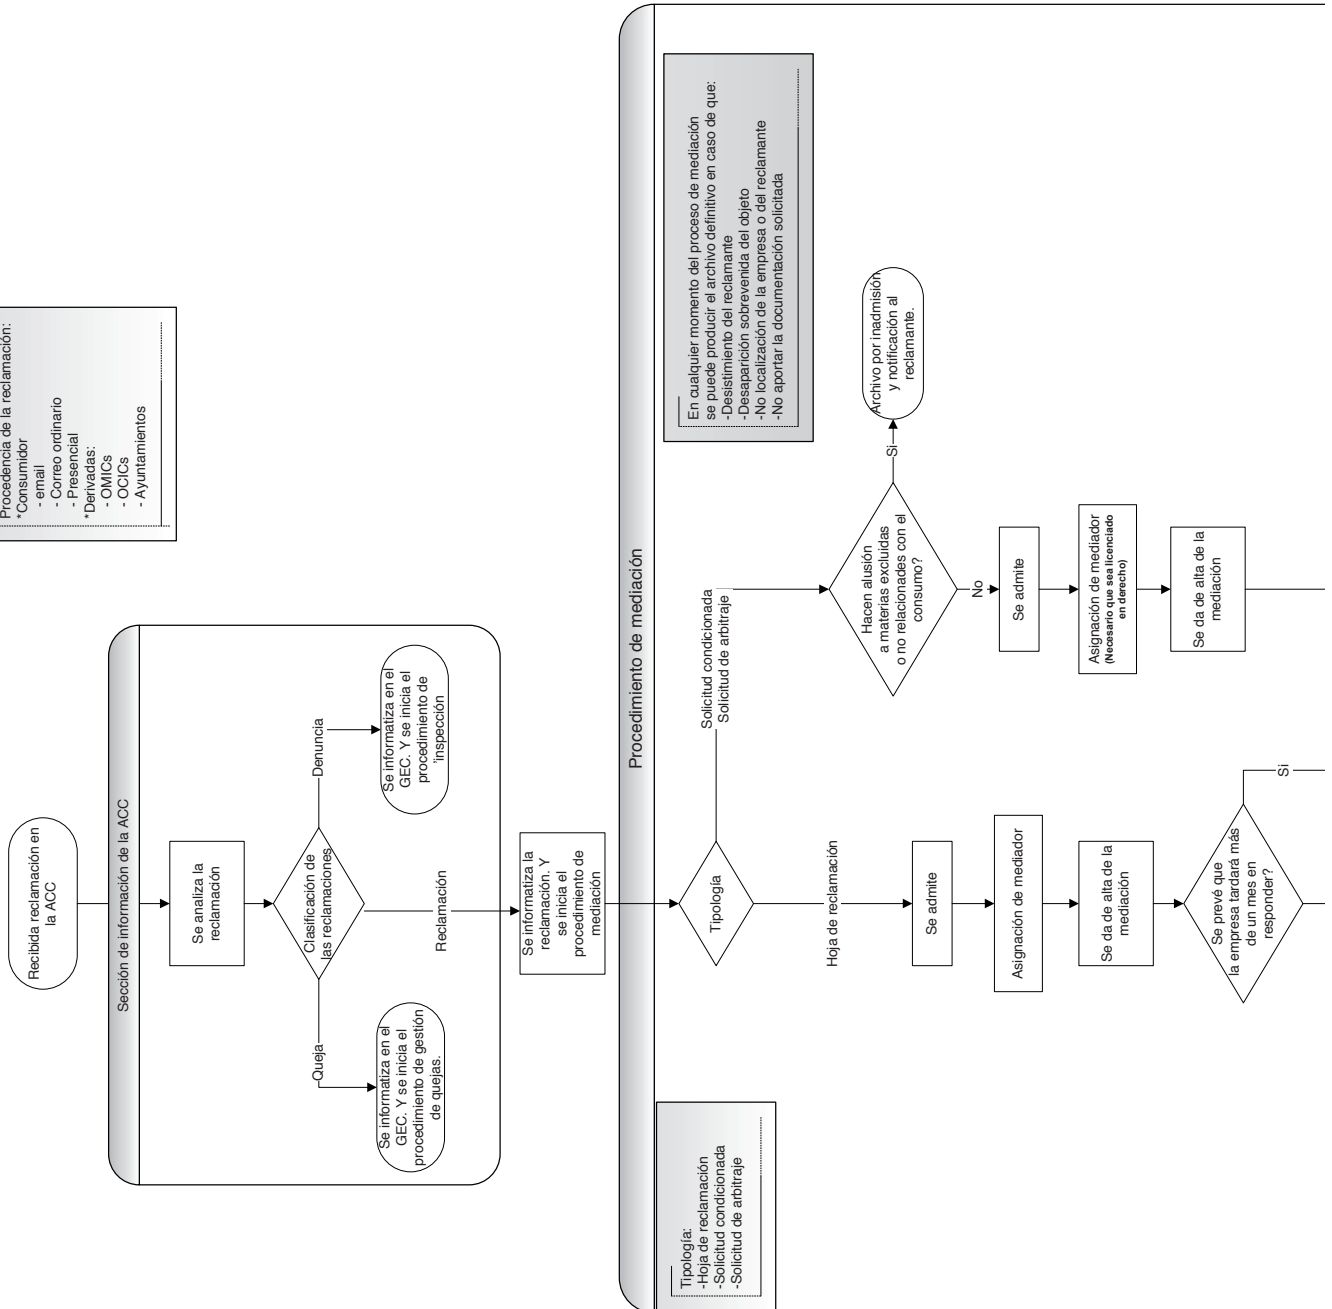 Procedencia de la reclamación:
*Consumidor
- email
- Correo ordinario
- Presencial
*Derivadas:
- OMICs
- OCICs
- Ayuntamientos
Recibida reclamación en
la ACC
Sección de información de la ACC
Se analiza la
reclamación
Clasificación de
las reclamaciones
Queja
Denuncia
Reclamación
Se informatiza en el
GEC. Y se inicia el
procedimiento de gestión
de quejas.
Se informatiza en el
GEC. Y se inicia el
procedimiento de
"inspección
Se informatiza la
reclamación. Y
se inicia el
procedimiento de
mediación
Procedimiento de mediación
Tipología:
-Hoja de reclamación
-Solicitud condicionada
-Solicitud de arbitraje
En cualquier momento del proceso de mediación
se puede producir el archivo definitivo en caso de que:
-Desistimiento del reclamante
-Desaparición sobrevenida del objeto
-No localización de la empresa o del reclamante
-No aportar la documentación solicitada
Tipología
Solicitud condicionada
Solicitud de arbitraje
Hoja de reclamación
Hacen alusión
a materias excluidas
o no relacionades con el
consumo?
Si
Archivo por inadmisión
y notificación al
reclamante.
No
Se admite
Asignación de mediador
(Necesario que sea licenciado
en derecho)
Se da de alta de la
mediación
Se admite
Asignación de mediador
Se da de alta de la
mediación
Se prevé que
la empresa tardará más
de un mes en
responder?
Si